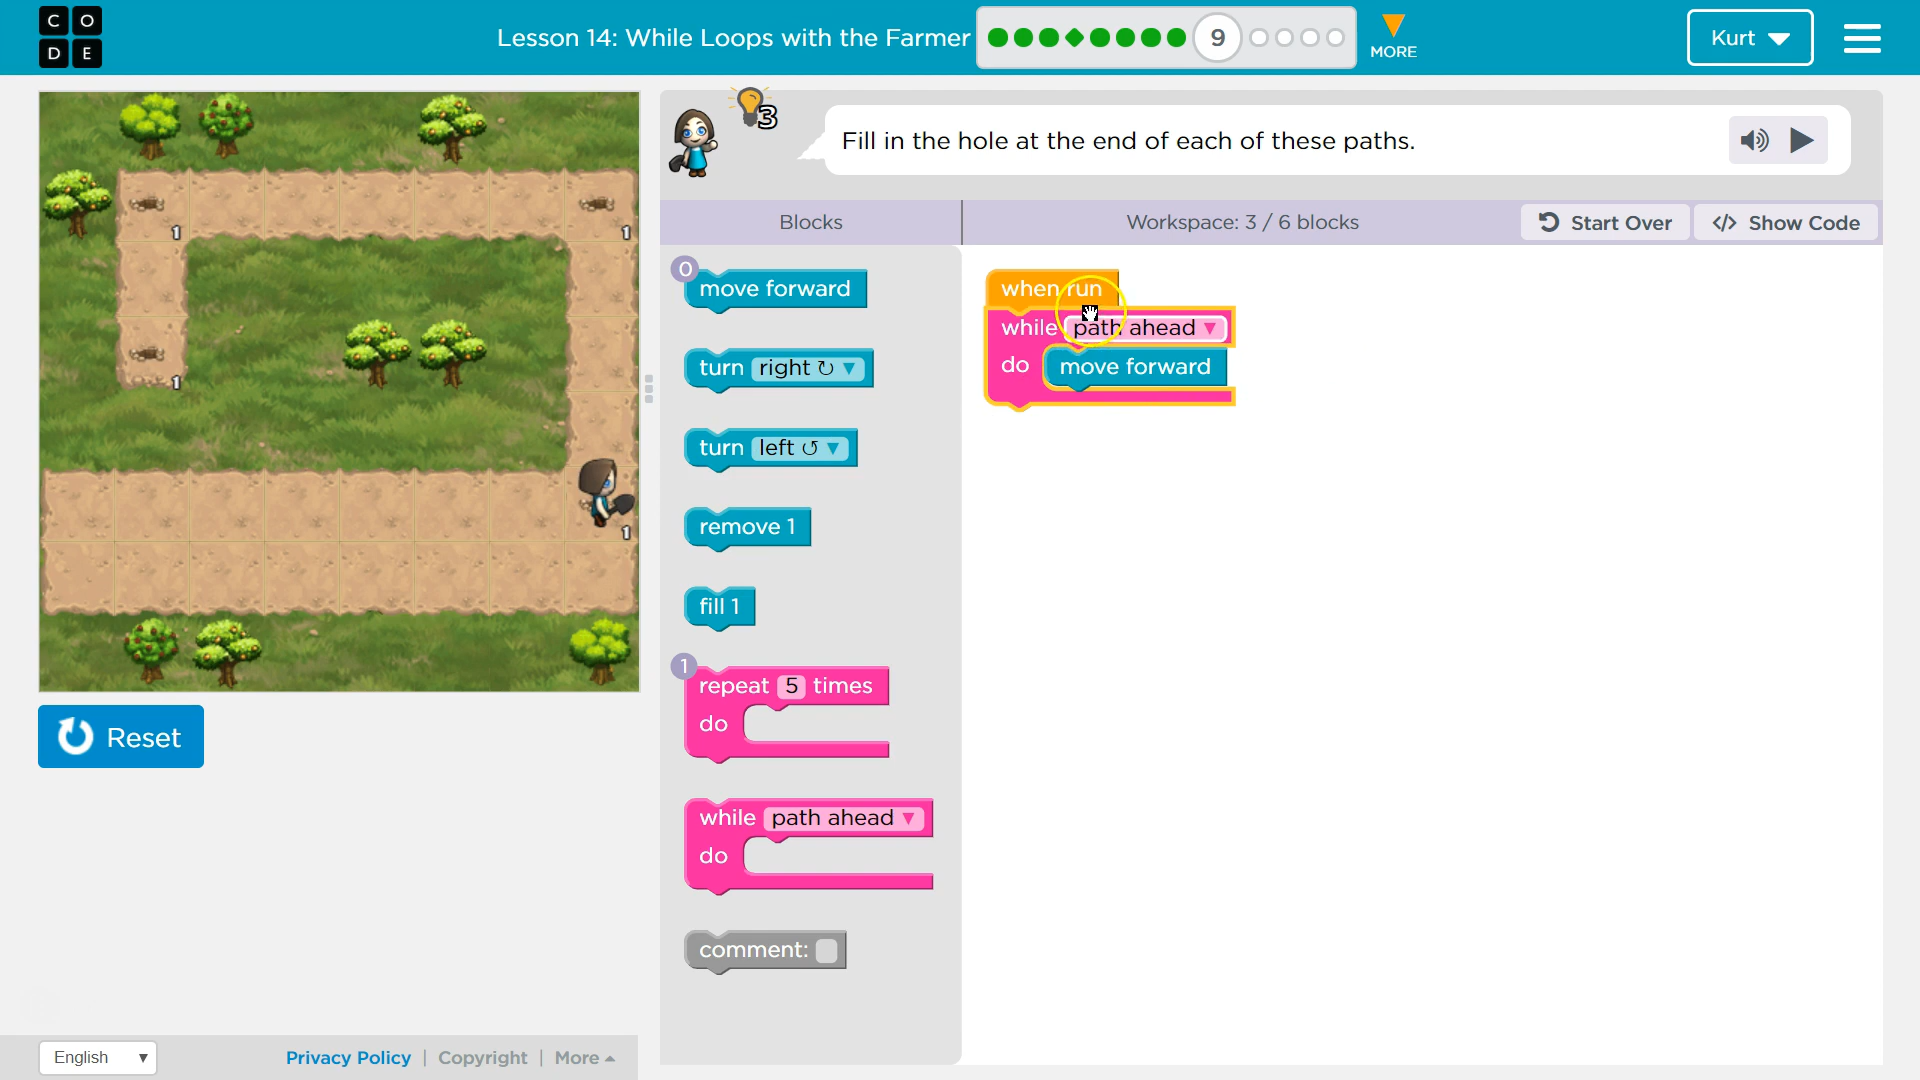 CODE
Lesson 14: While Loops with the Farmer
9
MORE
Kurt
3
Fill in the hole at the end of each of these paths.
Blocks
Workspace: 3 / 6 blocks
Start Over
</> Show Code
0
move forward
turn right ↻ ▼
turn left ↺ ▼
remove 1
fill 1
1
repeat 5 times
do
while path ahead ▼
do
comment:
when run
while path ahead ▼
do move forward
1
1
1
1
Reset
English ▼
Privacy Policy | Copyright | More